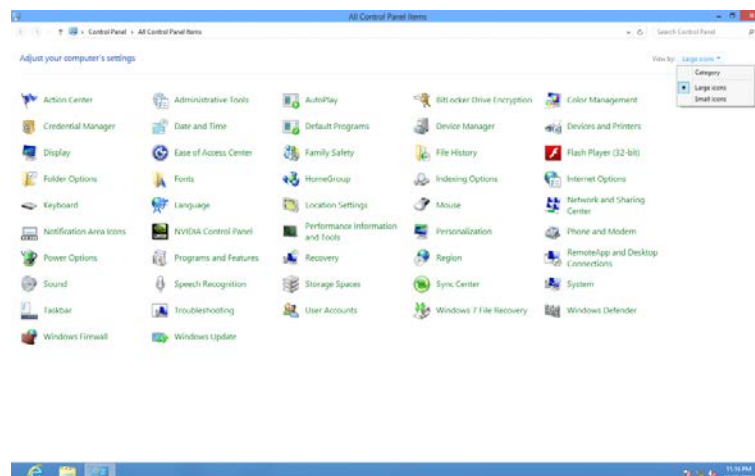 All Control Panel Items
Control Panel All Control Panel Items Search Control Panel
Adjust your computer's settings
View by: Large icons
Category
Large icons
Small icons
Action Center Administrative Tools AutoPlay BitLocker Drive Encryption Color Management
Credential Manager Date and Time Default Programs Device Manager Devices and Printers
Display Ease of Access Center Family Safety File History Flash Player (32-bit)
Folder Options Fonts HomeGroup Indexing Options Internet Options
Keyboard Language Location Settings Mouse Network and Sharing
Center
Notification Area Icons NVIDIA Control Panel Performance Information
and Tools Personalization Phone and Modem
Power Options Programs and Features Recovery Region RemoteApp and Desktop
Connections
Sound Speech Recognition Storage Spaces Sync Center System
Taskbar Troubleshooting User Accounts Windows 7 File Recovery Windows Defender
Windows Firewall Windows Update